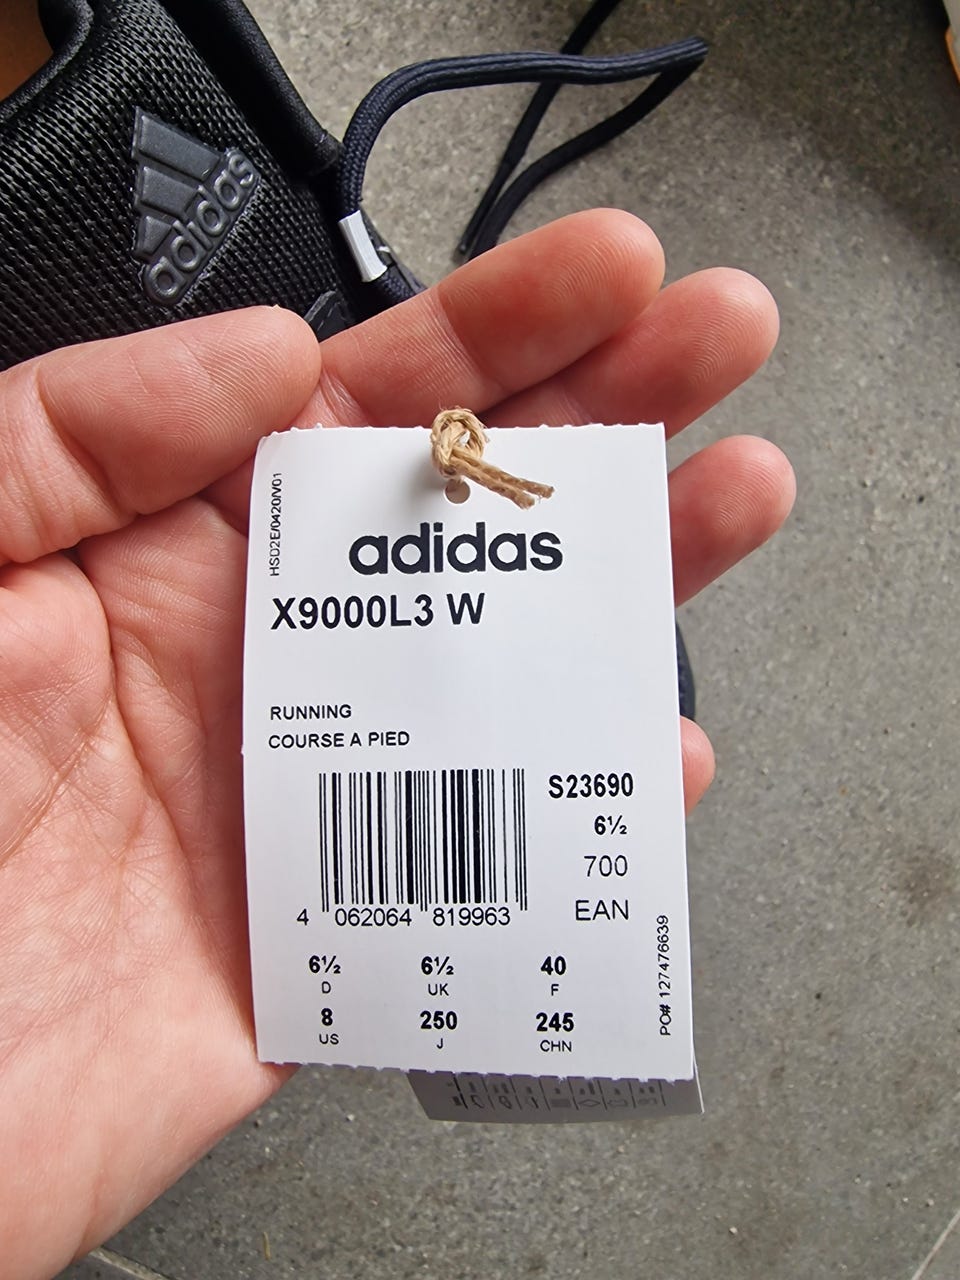 adidas
HS02E/0420/V01
adidas
X9000L3 W
RUNNING
COURSE A PIED
S23690
6½
700
EAN
4 062064 819963
6½ 6½ 40
D UK F
8 250 245
US J CHN
PO# 127476639